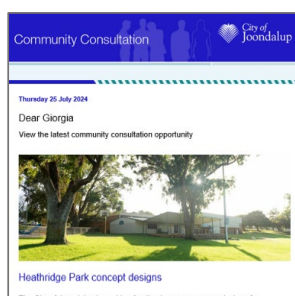 Community Consultation
City of
Joondalup
Thursday 25 July 2024
Dear Giorgia
View the latest community consultation opportunity
Heathridge Park concept designs